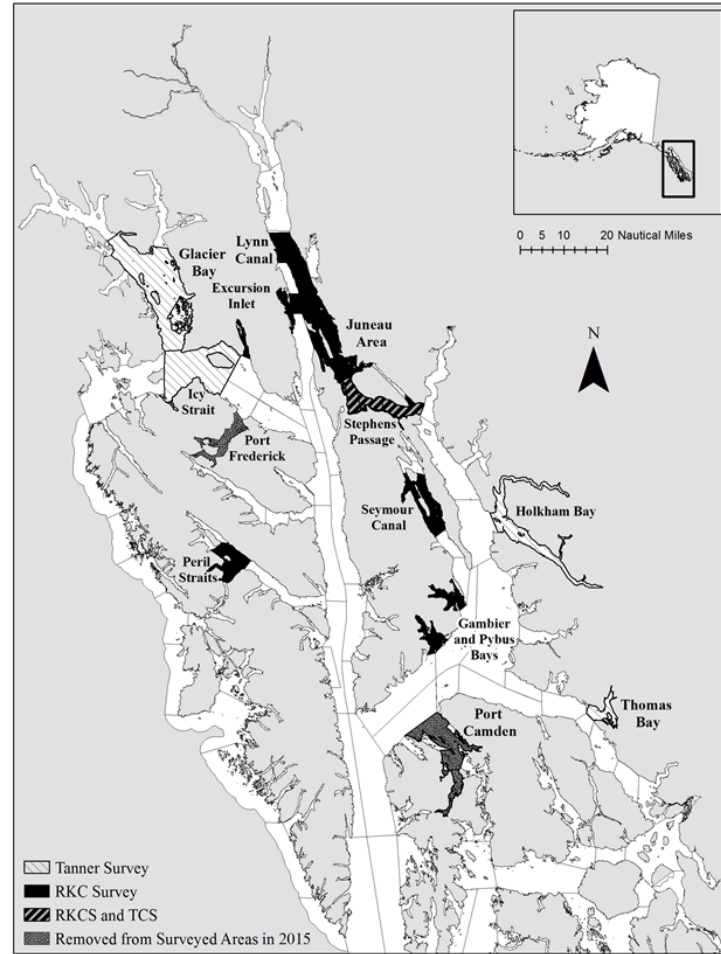 0 5 10 20 Nautical Miles
N
Lynn
Canal
Glacier
Bay
Excursion
Inlet
Juneau
Area
Icy
Strait
Stephens
Passage
Port
Frederick
Seymour
Canal
Holkham Bay
Peril
Straits
Gambier
and Pybus
Bays
Thomas
Bay
Port
Camden
Tanner Survey
RKC Survey
RKCS and TCS
Removed from Surveyed Areas in 2015